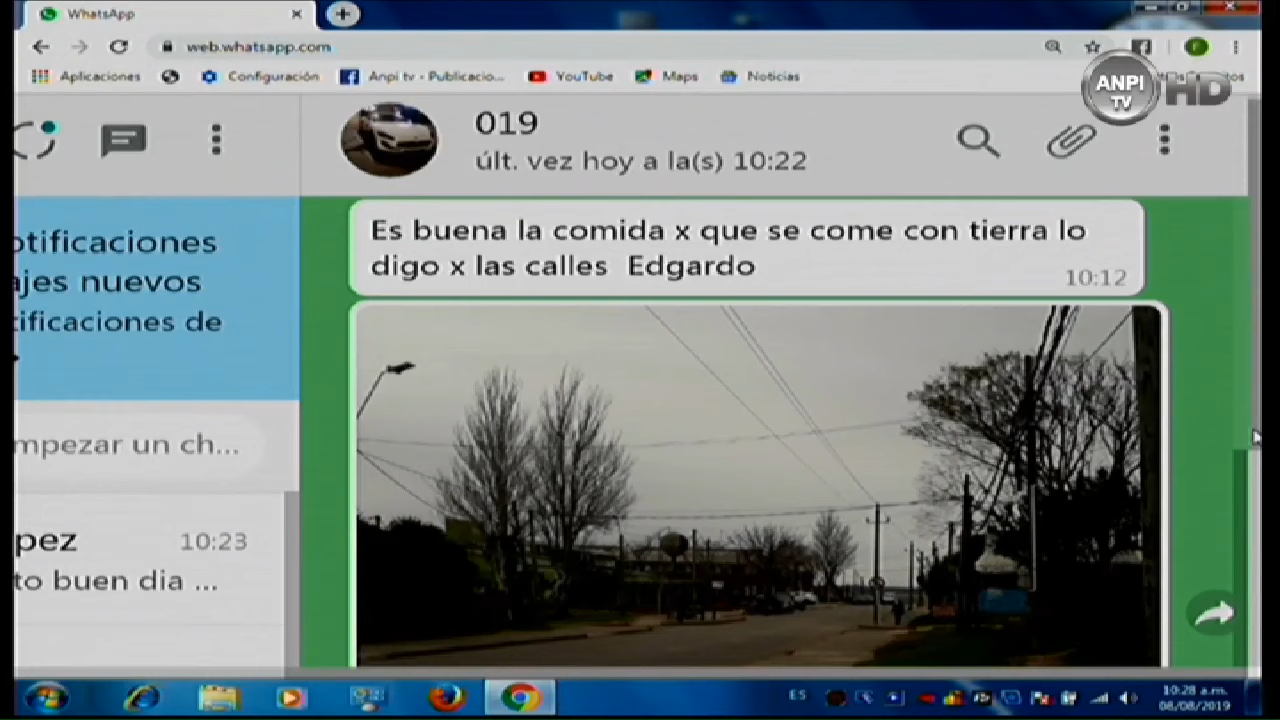 WhatsApp
web.whatsapp.com
Aplicaciones
Configuración
Anpi tv - Publicacio...
YouTube
Maps
Noticias
ANPI
TV
HD
019
últ. vez hoy a la(s) 10:22
otificaciones
ajes nuevos
tificaciones de
mpezar un ch...
pez
10:23
to buen dia ...
Es buena la comida x que se come con tierra lo
digo x las calles Edgardo
10:12
ES
10:28 a.m.
08/08/2019